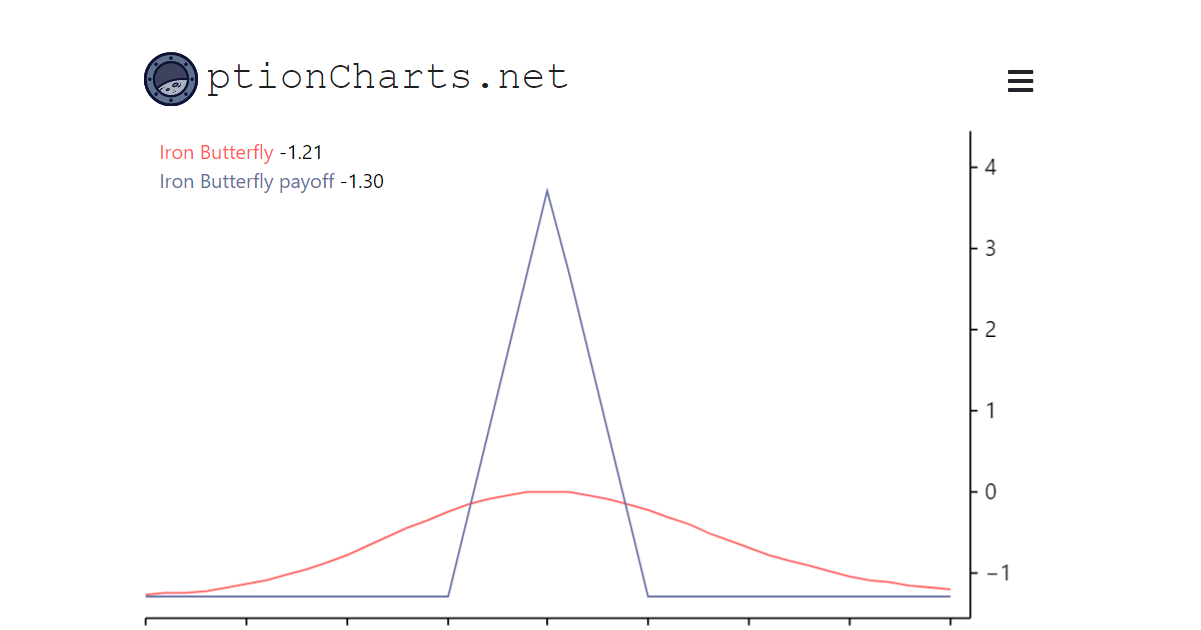 ptionCharts.net
Iron Butterfly -1.21
Iron Butterfly payoff -1.30
4
3
2
1
0
−1